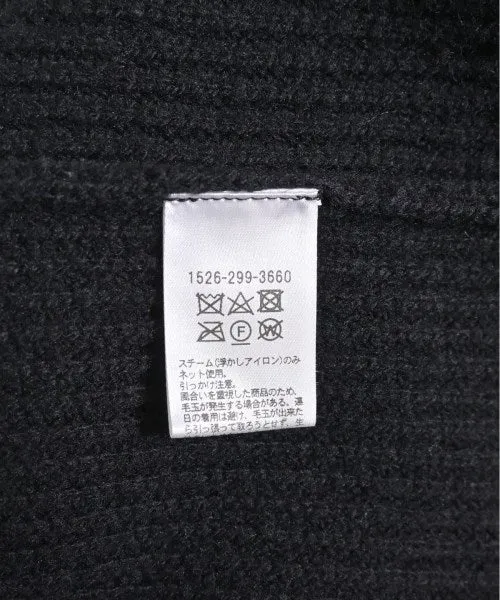 1526-299-3660
F W
スチーム(浮かしアイロン)のみ
ネット使用。
引っかけ注意。
風合いを重視した商品のため、
毛玉が発生する場合がある。連
日の着用は避け、毛玉が出来た
ら引っ張って取ろうとせず、生